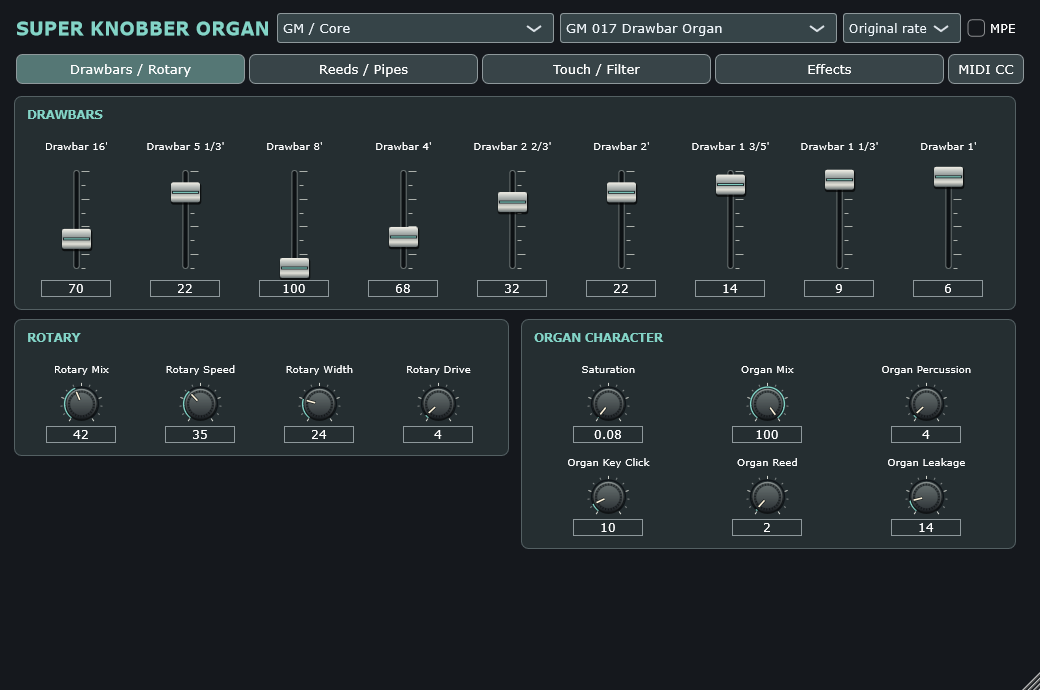 SUPER KNOBBER ORGAN GM / Core GM 017 Drawbar Organ Original rate MPE
Drawbars / Rotary Reeds / Pipes Touch / Filter Effects MIDI CC
DRAWBARS
Drawbar 16' Drawbar 5 1/3' Drawbar 8' Drawbar 4' Drawbar 2 2/3' Drawbar 2' Drawbar 1 3/5' Drawbar 1 1/3' Drawbar 1'
70 22 100 68 32 22 14 9 6
ROTARY
Rotary Mix Rotary Speed Rotary Width Rotary Drive
42 35 24 4
ORGAN CHARACTER
Saturation Organ Mix Organ Percussion
0.08 100 4
Organ Key Click Organ Reed Organ Leakage
10 2 14